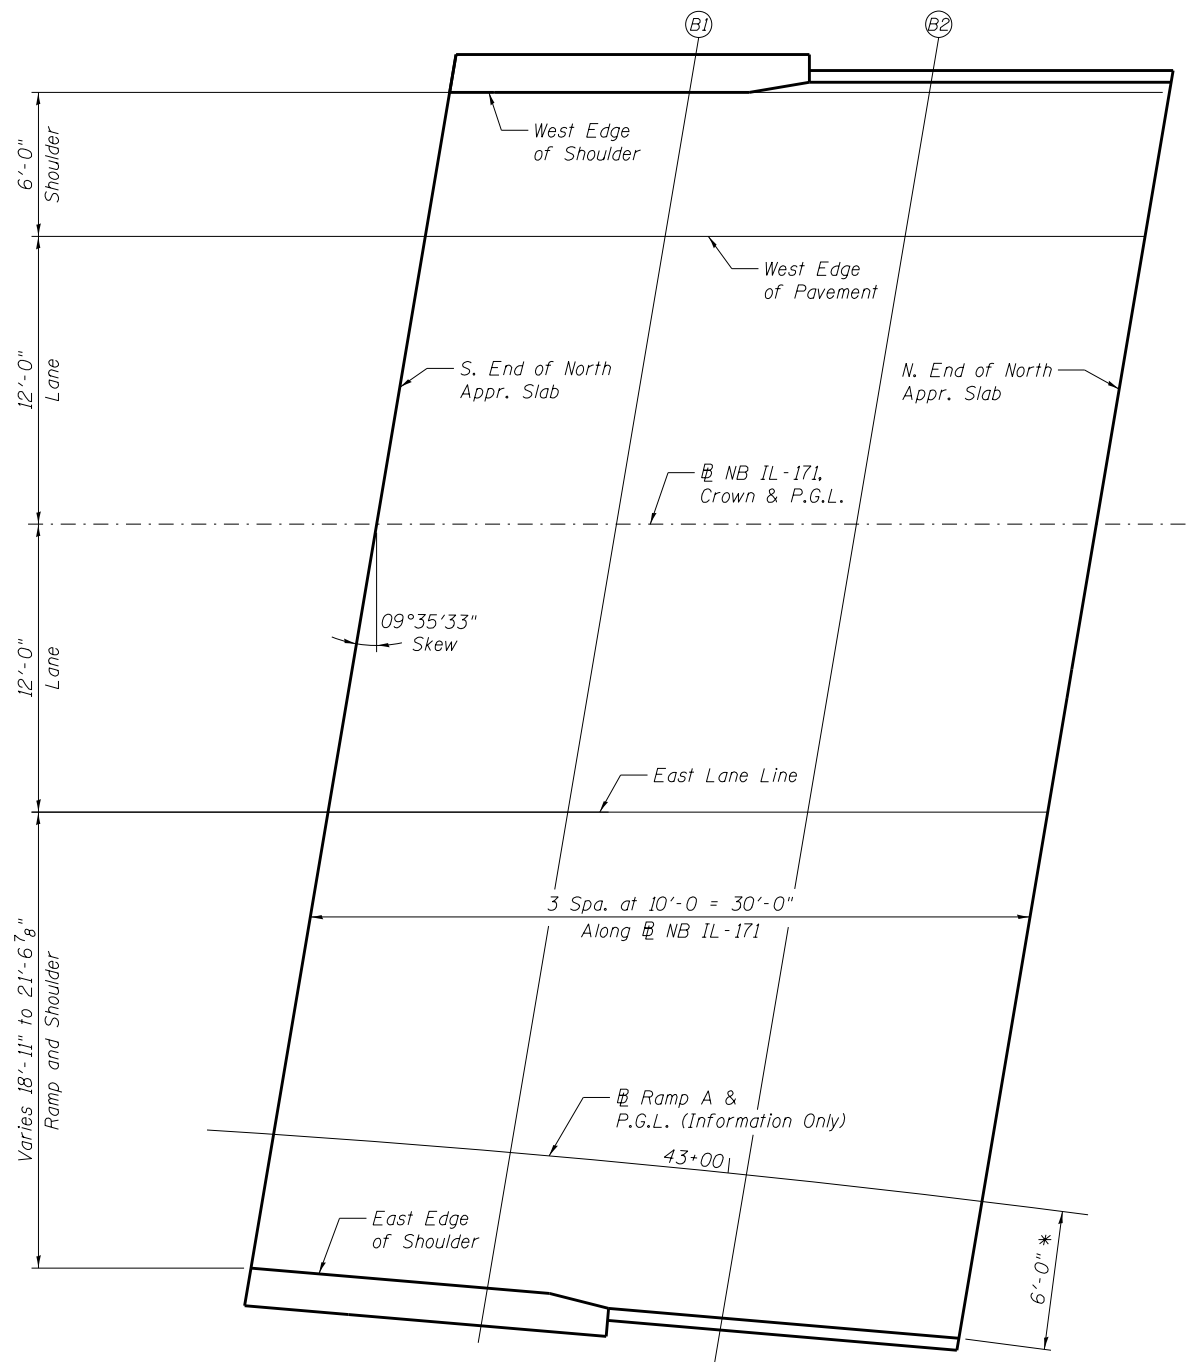 B1
B2
6'-0"
Shoulder
West Edge
of Shoulder
West Edge
of Pavement
12'-0"
Lane
S. End of North
Appr. Slab
N. End of North
Appr. Slab
℄ NB IL-171,
Crown & P.G.L.
12'-0"
Lane
09°35'33"
Skew
East Lane Line
3 Spa. at 10'-0 = 30'-0"
Along ℄ NB IL-171
Varies 18'-11" to 21'-6 7/8"
Ramp and Shoulder
℄ Ramp A &
P.G.L. (Information Only)
43+00
East Edge
of Shoulder
6'-0" *